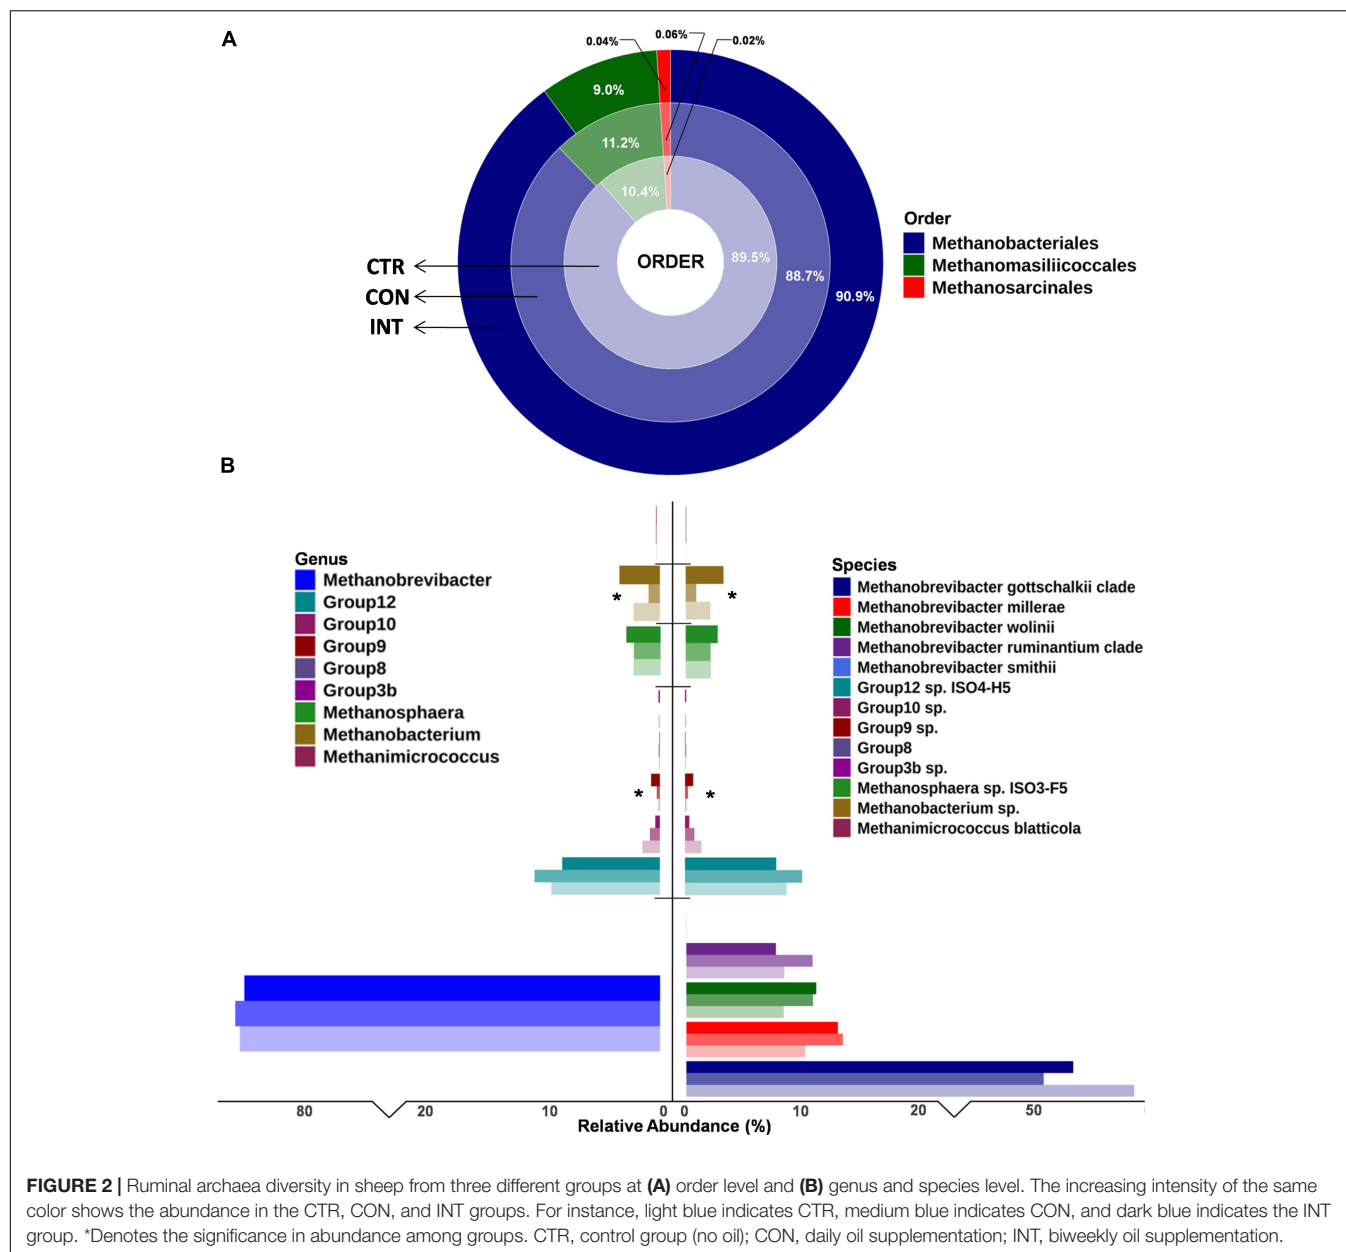 A
0.04%
0.06%
0.02%
9.0%
11.2%
10.4%
ORDER
89.5%
88.7%
90.9%
CTR
CON
INT
Order
Methanobacteriales
Methanomasiliicoccales
Methanosarcinales
B
Genus
Methanobrevibacter
Group12
Group10
Group9
Group8
Group3b
Methanosphaera
Methanobacterium
Methanimicrococcus
* *
* *
Species
Methanobrevibacter gottschalkii clade
Methanobrevibacter millerae
Methanobrevibacter wolinii
Methanobrevibacter ruminantium clade
Methanobrevibacter smithii
Group12 sp. ISO4-H5
Group10 sp.
Group9 sp.
Group8
Group3b sp.
Methanosphaera sp. ISO3-F5
Methanobacterium sp.
Methanimicrococcus blatticola
80 20 10 0 0 10 20 50
Relative Abundance (%)
FIGURE 2 | Ruminal archaea diversity in sheep from three different groups at (A) order level and (B) genus and species level. The increasing intensity of the same
color shows the abundance in the CTR, CON, and INT groups. For instance, light blue indicates CTR, medium blue indicates CON, and dark blue indicates the INT
group. *Denotes the significance in abundance among groups. CTR, control group (no oil); CON, daily oil supplementation; INT, biweekly oil supplementation.